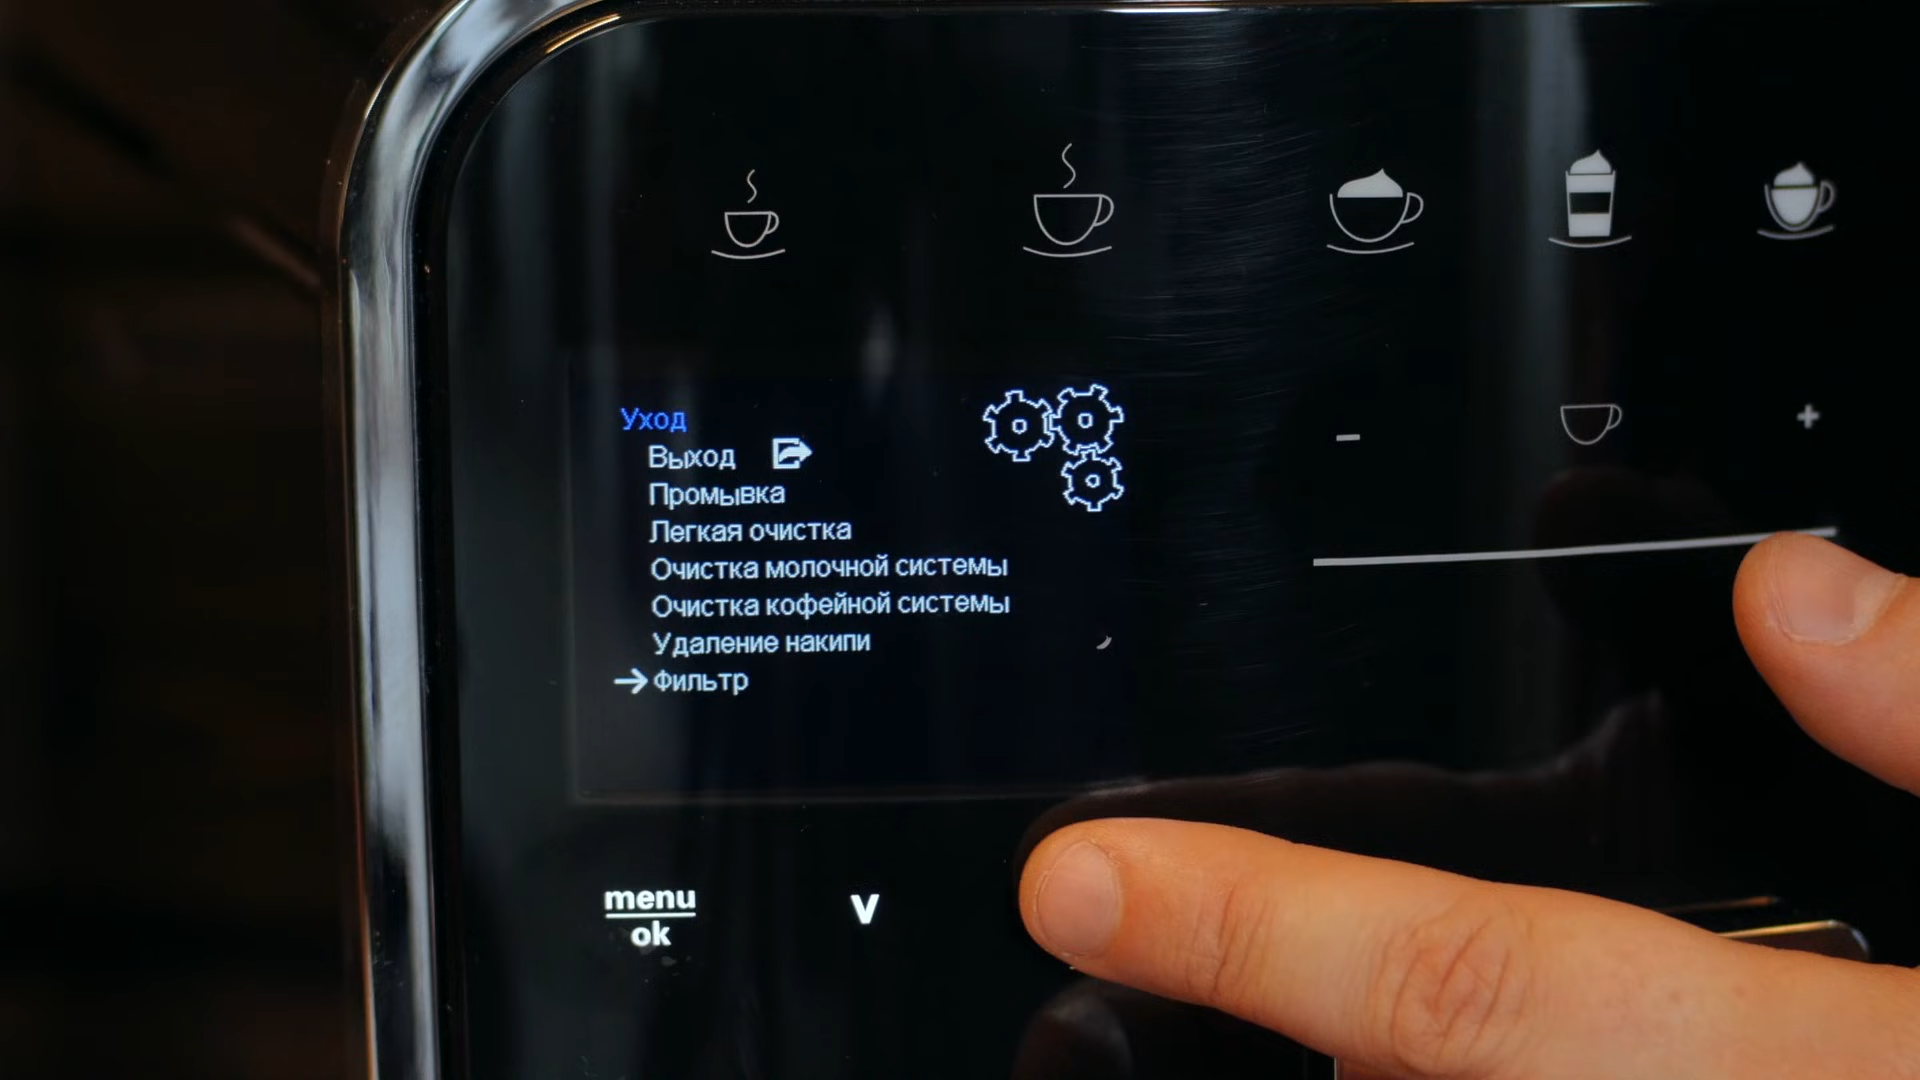 Уход
Выход
Промывка
Легкая очистка
Очистка молочной системы
Очистка кофейной системы
Удаление накипи
Фильтр
menu
ok
v